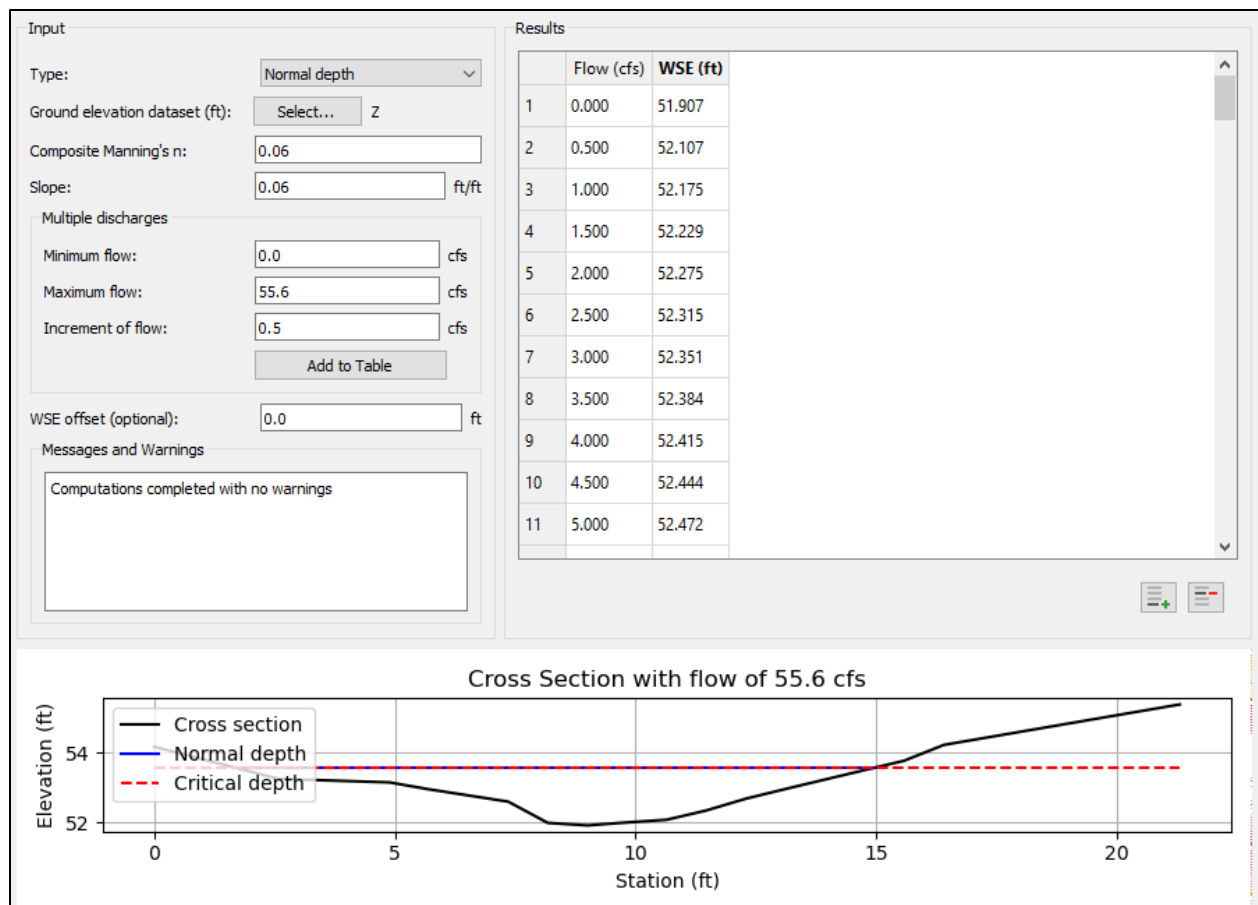 Input
Type:
Normal depth
Ground elevation dataset (ft):
Select...
Z
Composite Manning's n:
0.06
Slope:
0.06
ft/ft
Multiple discharges
Minimum flow:
0.0
cfs
Maximum flow:
55.6
cfs
Increment of flow:
0.5
cfs
Add to Table
WSE offset (optional):
0.0
ft
Messages and Warnings
Computations completed with no warnings
Results
Flow (cfs) WSE (ft)
1 0.000 51.907
2 0.500 52.107
3 1.000 52.175
4 1.500 52.229
5 2.000 52.275
6 2.500 52.315
7 3.000 52.351
8 3.500 52.384
9 4.000 52.415
10 4.500 52.444
11 5.000 52.472
Cross Section with flow of 55.6 cfs
Cross section
Normal depth
Critical depth
Elevation (ft)
54
52
0 5 10 15 20
Station (ft)